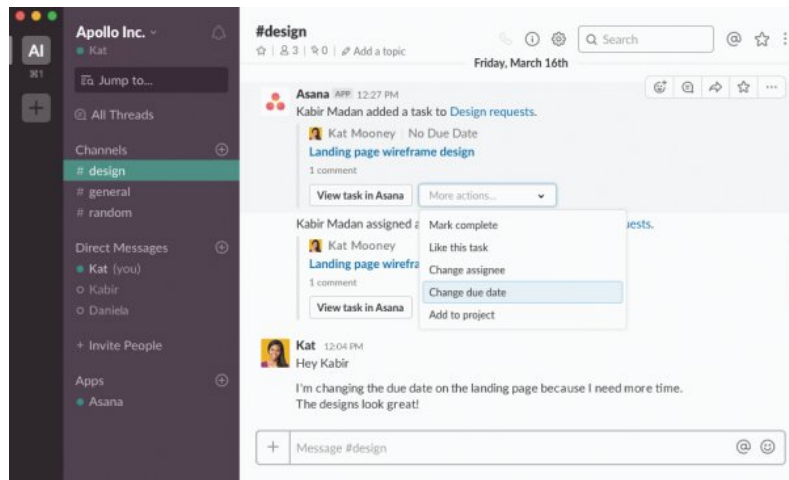 AI
⌘1
Apollo Inc.
Kat
Jump to...
All Threads
Channels
# design
# general
# random
Direct Messages
Kat (you)
Kabir
Daniela
+ Invite People
Apps
Asana
#design
3 | 0 | Add a topic
Search
Friday, March 16th
Asana APP 12:27 PM
Kabir Madan added a task to Design requests.
Kat Mooney | No Due Date
Landing page wireframe design
1 comment
View task in Asana
More actions...
Mark complete
Like this task
Change assignee
Change due date
Add to project
Kabir Madan assigned a
ests.
Kat Mooney
Landing page wirefra
1 comment
View task in Asana
Kat 12:04 PM
Hey Kabir
I'm changing the due date on the landing page because I need more time.
The designs look great!
Message #design